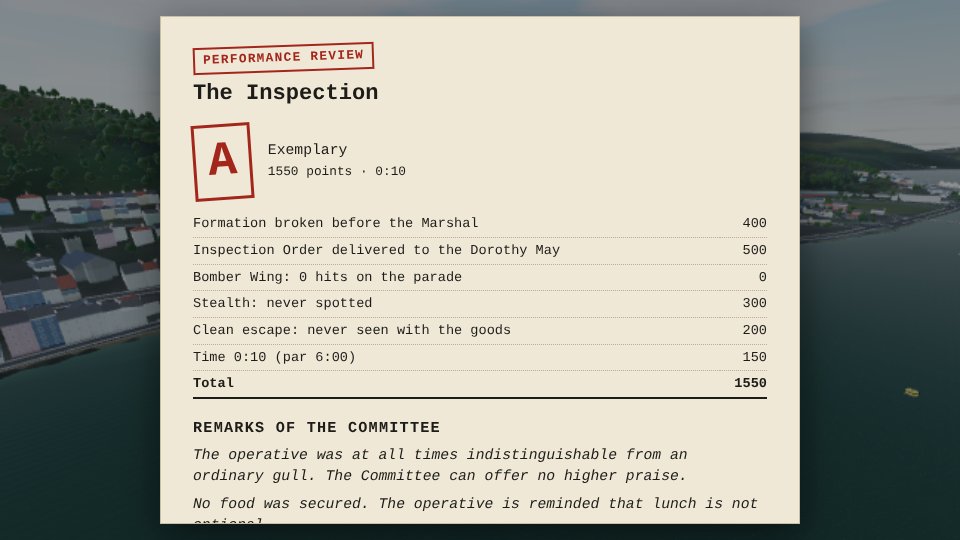 PERFORMANCE REVIEW
The Inspection
A
Exemplary
1550 points · 0:10
Formation broken before the Marshal 400
Inspection Order delivered to the Dorothy May 500
Bomber Wing: 0 hits on the parade 0
Stealth: never spotted 300
Clean escape: never seen with the goods 200
Time 0:10 (par 6:00) 150
Total 1550
REMARKS OF THE COMMITTEE
The operative was at all times indistinguishable from an
ordinary gull. The Committee can offer no higher praise.
No food was secured. The operative is reminded that lunch is not